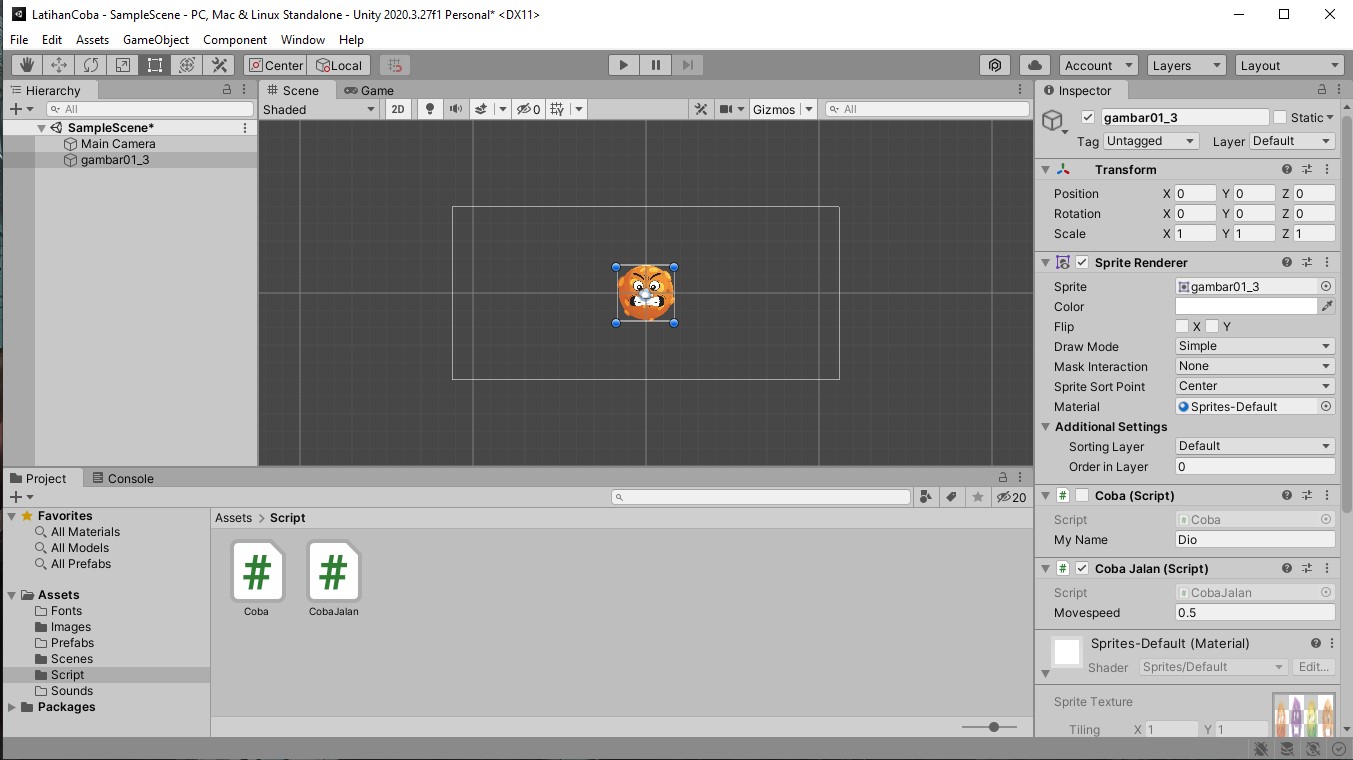 LatihanCoba - SampleScene - PC, Mac & Linux Standalone - Unity 2020.3.27f1 Personal* <DX11>
File Edit Assets GameObject Component Window Help
Center Local Account Layers Layout
Hierarchy
All
SampleScene*
Main Camera
gambar01_3
Scene Game
Shaded 2D 0 Gizmos All
Inspector
gambar01_3 Static
Tag Untagged Layer Default
Transform
Position X 0 Y 0 Z 0
Rotation X 0 Y 0 Z 0
Scale X 1 Y 1 Z 1
Sprite Renderer
Sprite gambar01_3
Color
Flip X Y
Draw Mode Simple
Mask Interaction None
Sprite Sort Point Center
Material Sprites-Default
Additional Settings
Sorting Layer Default
Order in Layer 0
# Coba (Script)
Script # Coba
My Name Dio
# Coba Jalan (Script)
Script # CobaJalan
Movespeed 0.5
Sprites-Default (Material)
Shader Sprites/Default Edit...
Sprite Texture
Tiling X 1 Y 1
Project Console
20
Favorites
All Materials
All Models
All Prefabs
Assets
Fonts
Images
Prefabs
Scenes
Script
Sounds
Packages
Assets > Script
# #
Coba CobaJalan